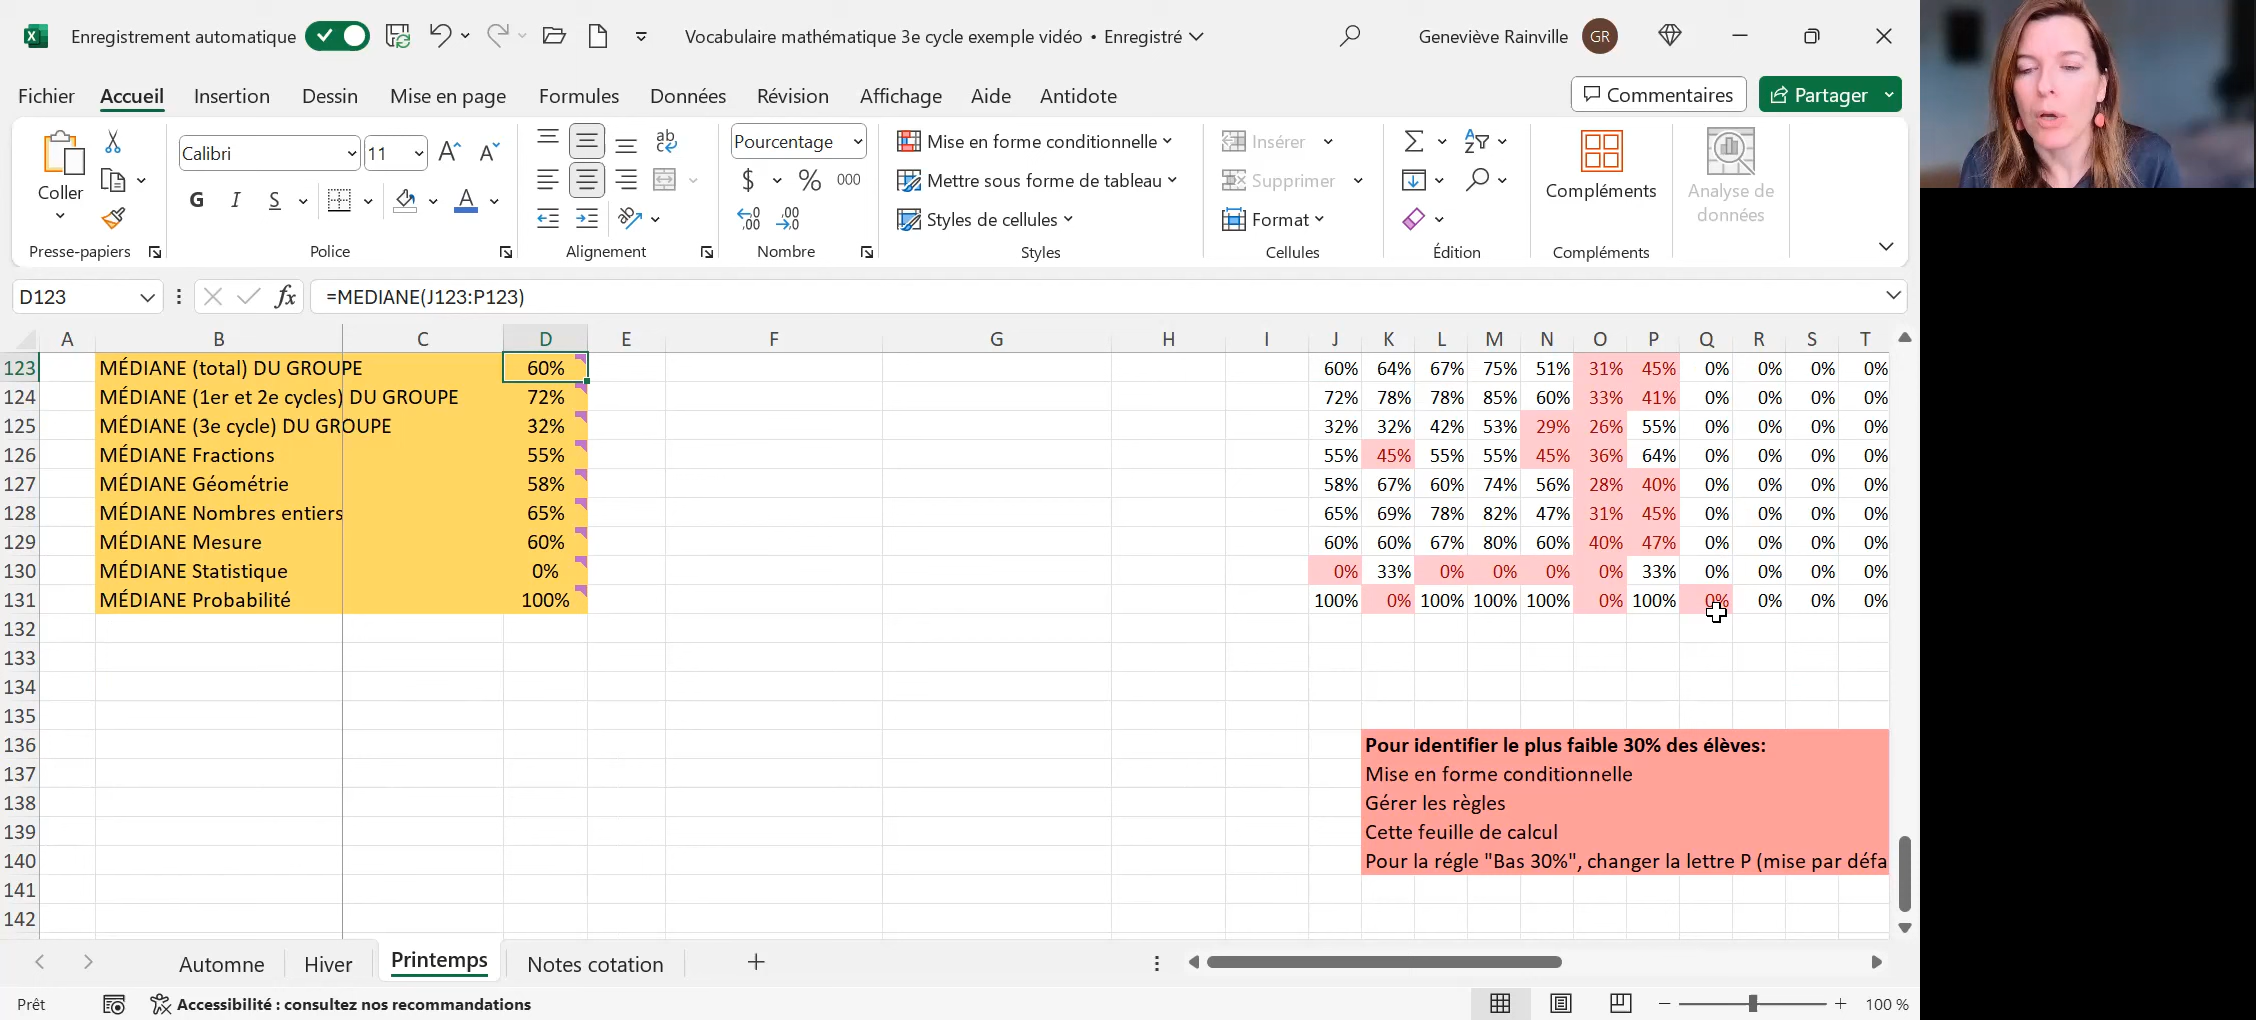 Enregistrement automatique
Vocabulaire mathématique 3e cycle exemple vidéo • Enregistré
Geneviève Rainville GR
Fichier Accueil Insertion Dessin Mise en page Formules Données Révision Affichage Aide Antidote
Commentaires Partager
Coller
Presse-papiers
Calibri 11
G I S
Police
Alignement
Pourcentage
$ % 000
Nombre
Mise en forme conditionnelle
Mettre sous forme de tableau
Styles de cellules
Styles
Insérer
Supprimer
Format
Cellules
Édition
Compléments
Compléments
Analyse de
données
D123 fx =MEDIANE(J123:P123)
A B C D E F G H I J K L M N O P Q R S T
123 MÉDIANE (total) DU GROUPE 60% 60% 64% 67% 75% 51% 31% 45% 0% 0% 0% 0%
124 MÉDIANE (1er et 2e cycles) DU GROUPE 72% 72% 78% 78% 85% 60% 33% 41% 0% 0% 0% 0%
125 MÉDIANE (3e cycle) DU GROUPE 32% 32% 32% 42% 53% 29% 26% 55% 0% 0% 0% 0%
126 MÉDIANE Fractions 55% 55% 45% 55% 55% 45% 36% 64% 0% 0% 0% 0%
127 MÉDIANE Géométrie 58% 58% 67% 60% 74% 56% 28% 40% 0% 0% 0% 0%
128 MÉDIANE Nombres entiers 65% 65% 69% 78% 82% 47% 31% 45% 0% 0% 0% 0%
129 MÉDIANE Mesure 60% 60% 60% 67% 80% 60% 40% 47% 0% 0% 0% 0%
130 MÉDIANE Statistique 0% 0% 33% 0% 0% 0% 0% 33% 0% 0% 0% 0%
131 MÉDIANE Probabilité 100% 100% 0% 100% 100% 100% 0% 100% 0% 0% 0% 0%
132
133
134
135
136 Pour identifier le plus faible 30% des élèves:
137 Mise en forme conditionnelle
138 Gérer les règles
139 Cette feuille de calcul
140 Pour la régle "Bas 30%", changer la lettre P (mise par défa
141
142
Automne Hiver Printemps Notes cotation
Prêt Accessibilité : consultez nos recommandations 100 %